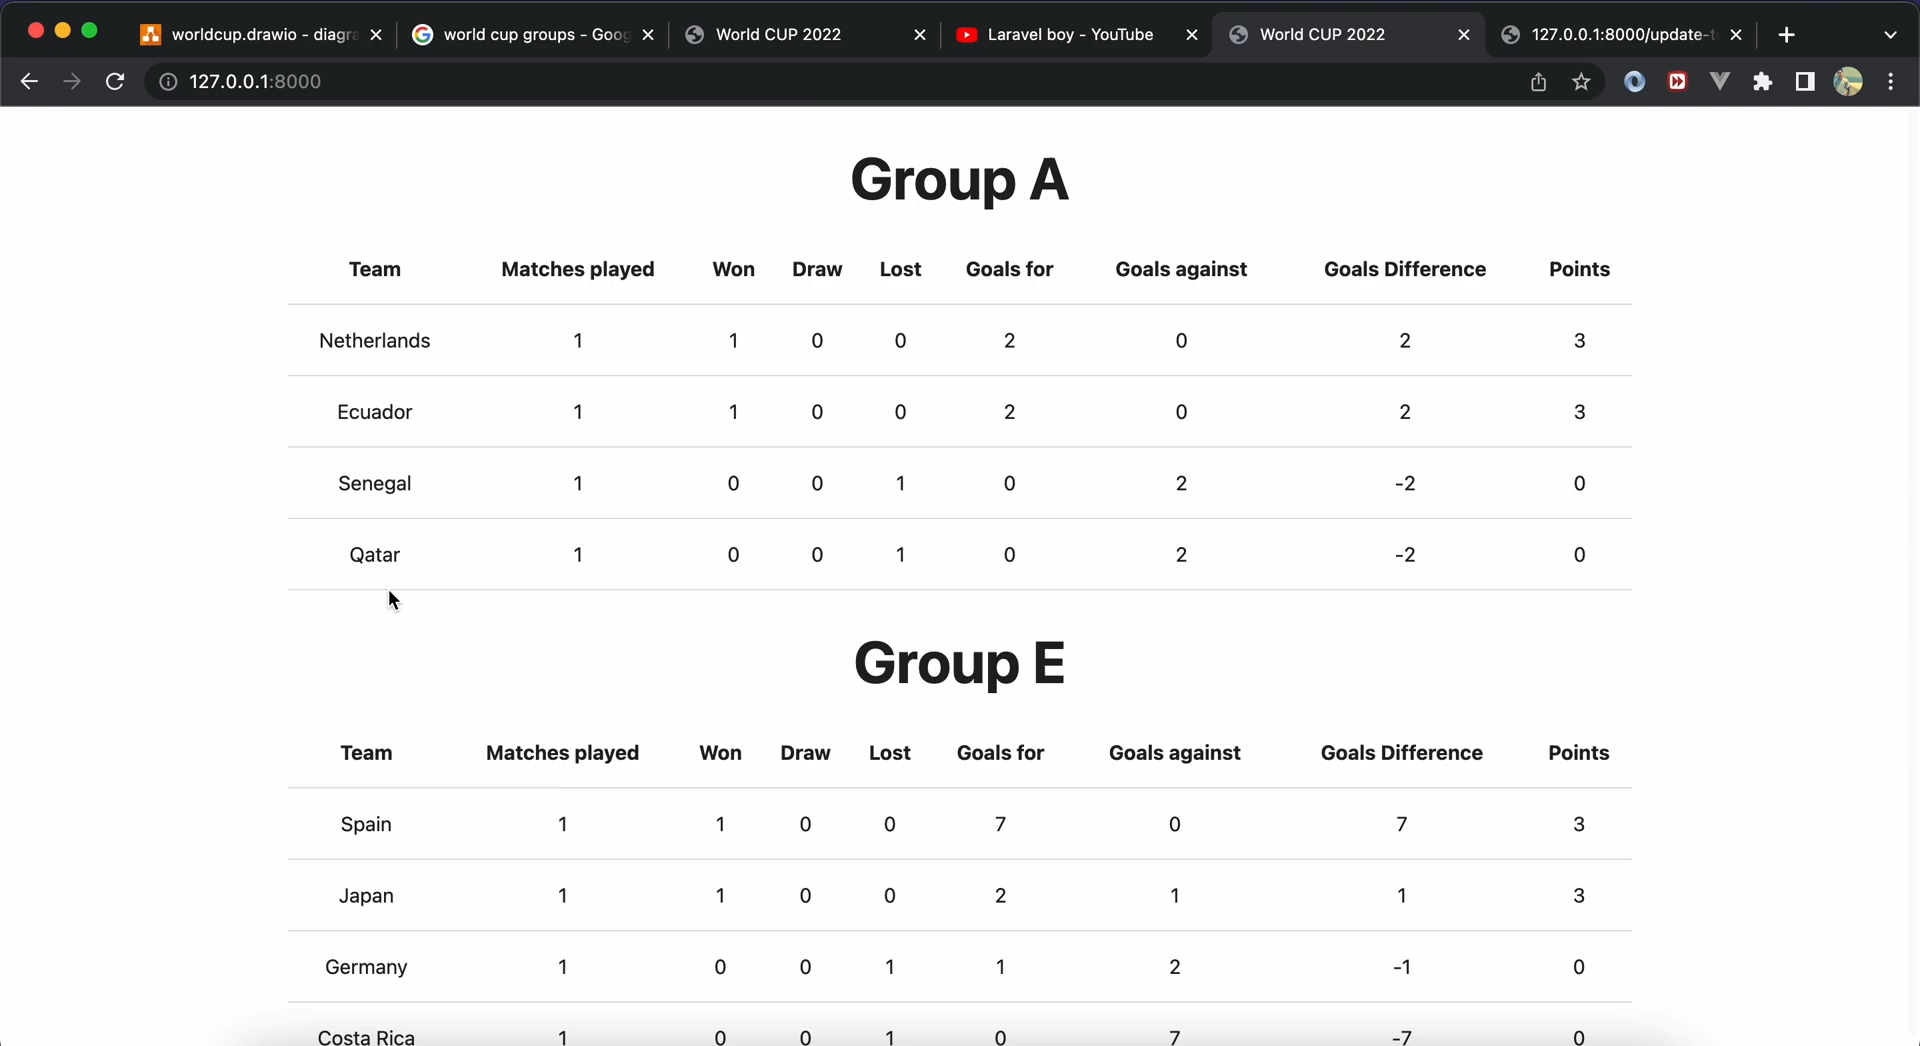 worldcup.drawio - diagra
world cup groups - Goog
World CUP 2022
Laravel boy - YouTube
World CUP 2022
127.0.0.1:8000/update-t
127.0.0.1:8000
Group A
Team Matches played Won Draw Lost Goals for Goals against Goals Difference Points
Netherlands 1 1 0 0 2 0 2 3
Ecuador 1 1 0 0 2 0 2 3
Senegal 1 0 0 1 0 2 -2 0
Qatar 1 0 0 1 0 2 -2 0
Group E
Team Matches played Won Draw Lost Goals for Goals against Goals Difference Points
Spain 1 1 0 0 7 0 7 3
Japan 1 1 0 0 2 1 1 3
Germany 1 0 0 1 1 2 -1 0
Costa Rica 1 0 0 1 0 7 -7 0